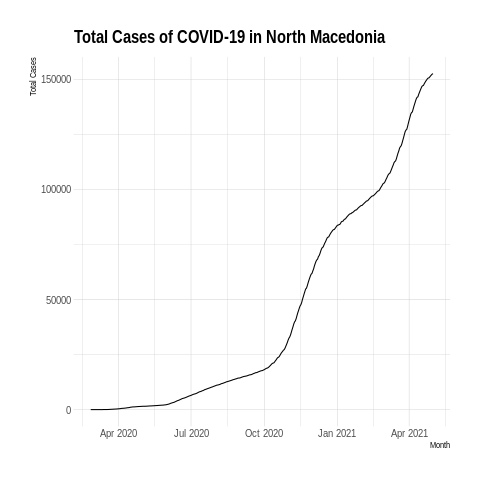 Total Cases of COVID-19 in North Macedonia
Total Cases
150000
100000
50000
0
Apr 2020 Jul 2020 Oct 2020 Jan 2021 Apr 2021
Month